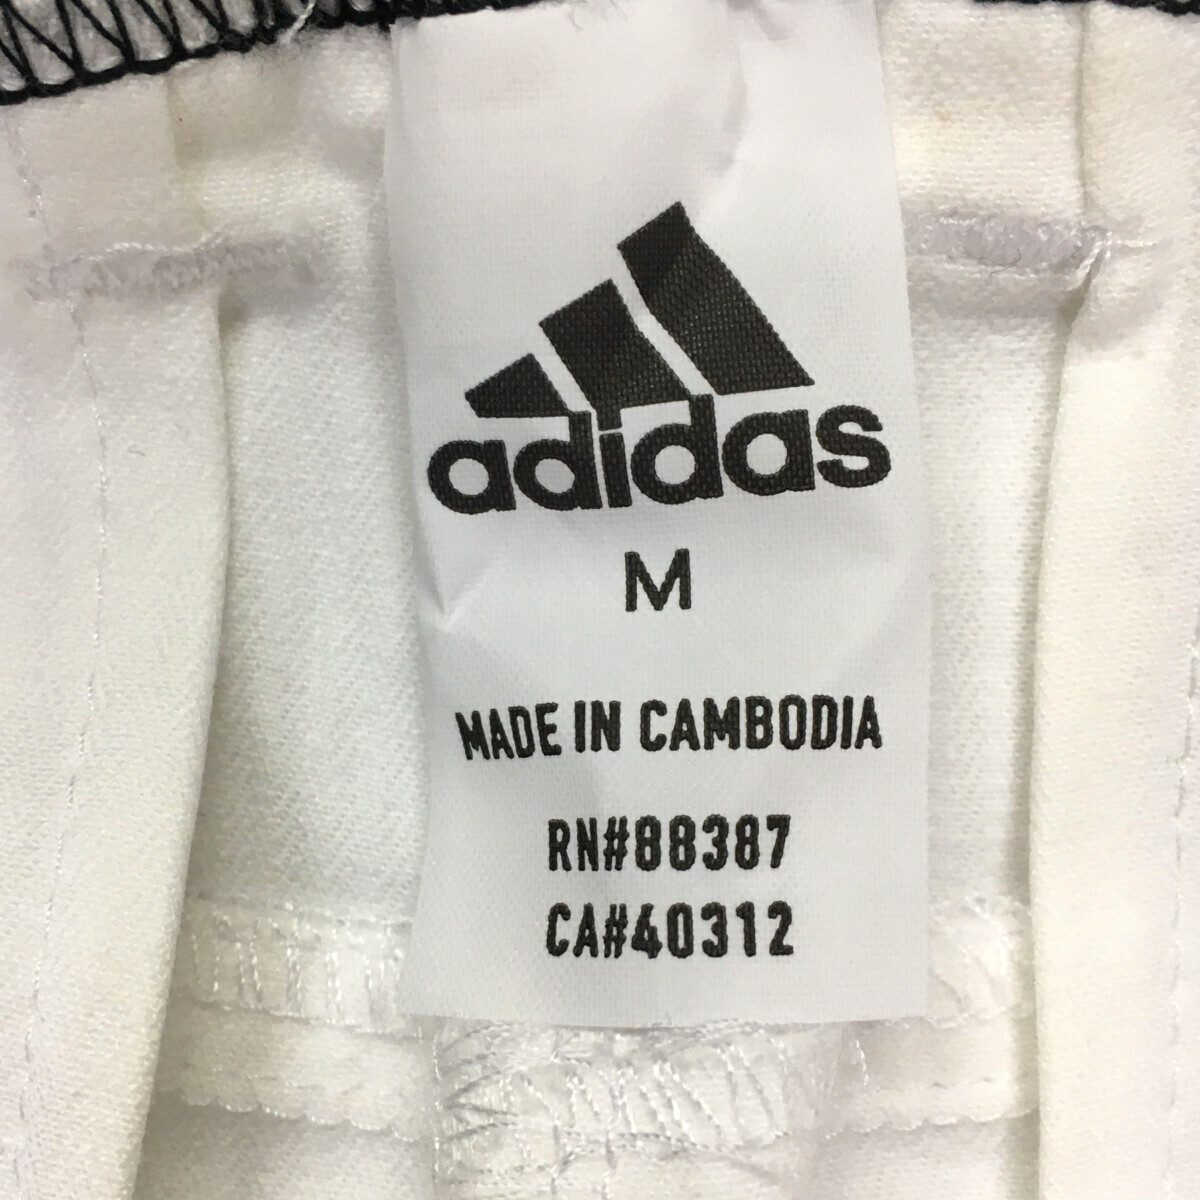 adidas
M
MADE IN CAMBODIA
RN#88387
CA#40312